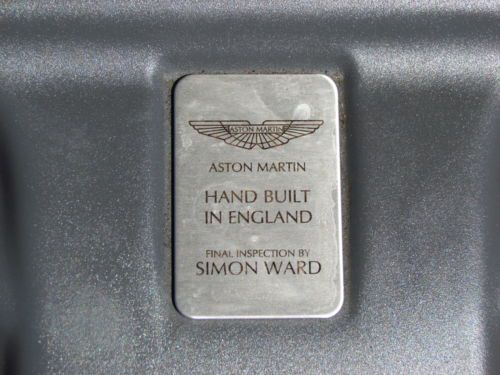 ASTON MARTIN
ASTON MARTIN
HAND BUILT
IN ENGLAND
FINAL INSPECTION BY
SIMON WARD